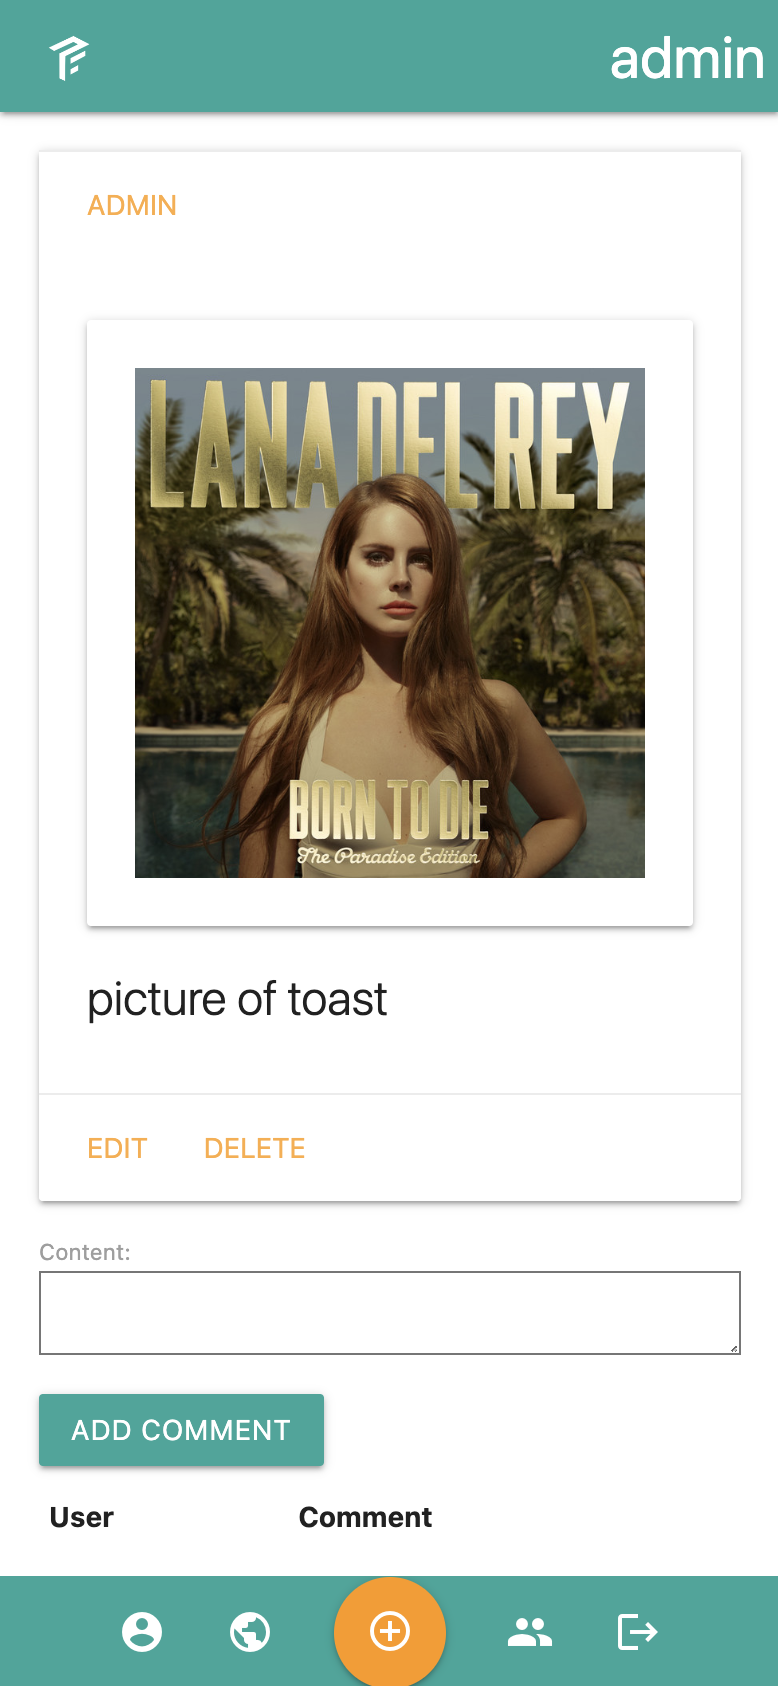 admin
ADMIN
LANA DEL REY
BORN TO DIE
The Paradise Edition
picture of toast
EDIT DELETE
Content:
ADD COMMENT
User Comment